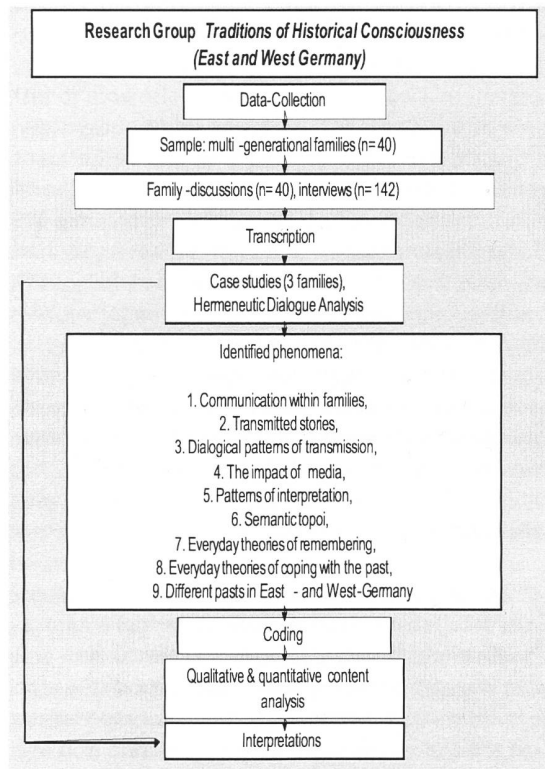 Research Group Traditions of Historical Consciousness
(East and West Germany)
Data-Collection
Sample: multi -generational families (n= 40)
Family -discussions (n= 40), interviews (n= 142)
Transcription
Case studies (3 families),
Hermeneutic Dialogue Analysis
Identified phenomena:
1. Communication within families,
2. Transmitted stories,
3. Dialogical patterns of transmission,
4. The impact of media,
5. Patterns of interpretation,
6. Semantic topoi,
7. Everyday theories of remembering,
8. Everyday theories of coping with the past,
9. Different pasts in East - and West-Germany
Coding
Qualitative & quantitative content
analysis
Interpretations